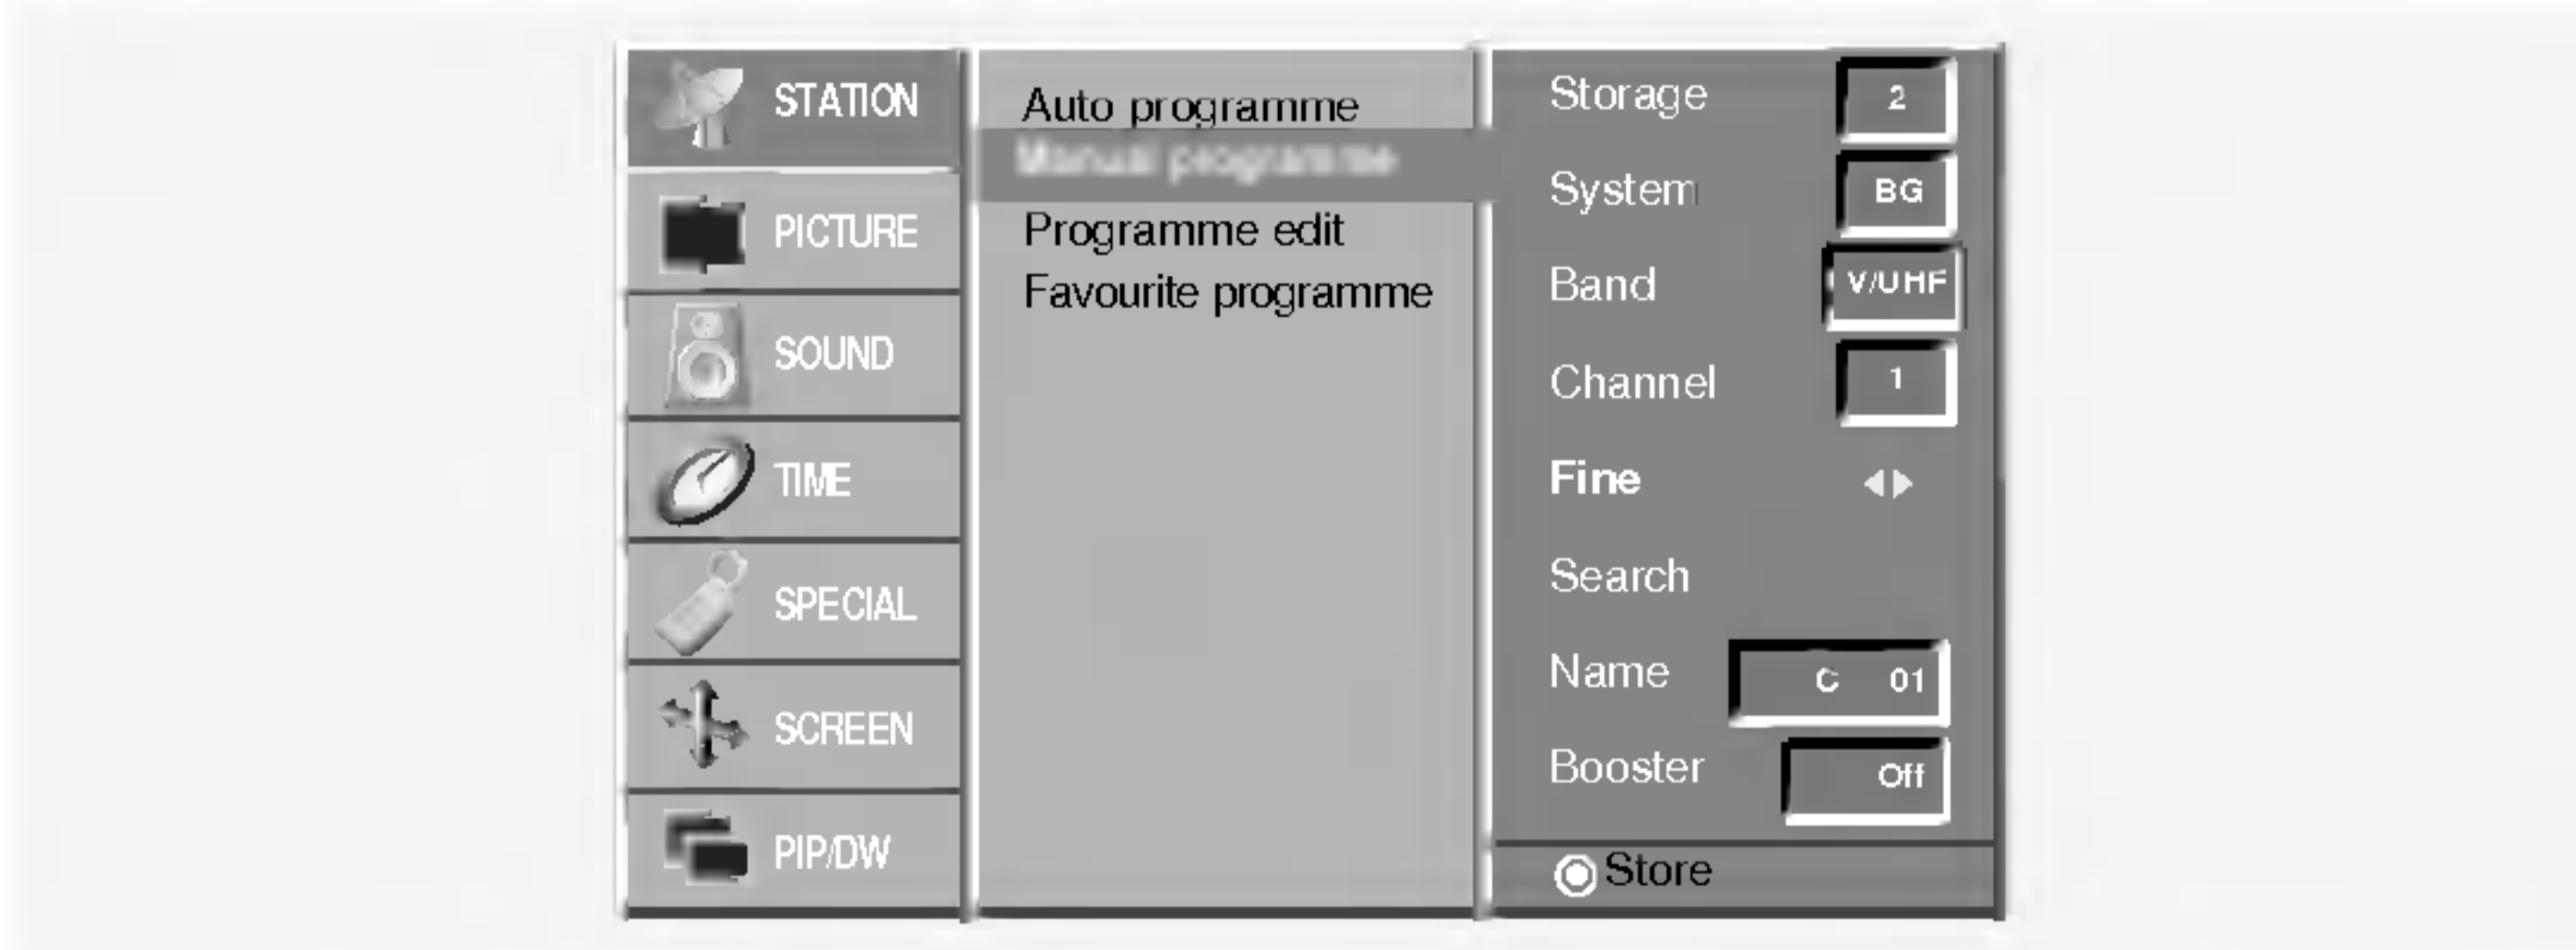 STATION
PICTURE
SOUND
TIME
SPECIAL
SCREEN
PIP/DW
Auto programme
Manual programme
Programme edit
Favourite programme
Storage 2
System BG
Band V/UHF
Channel 1
Fine
Search
Name C 01
Booster Off
Store